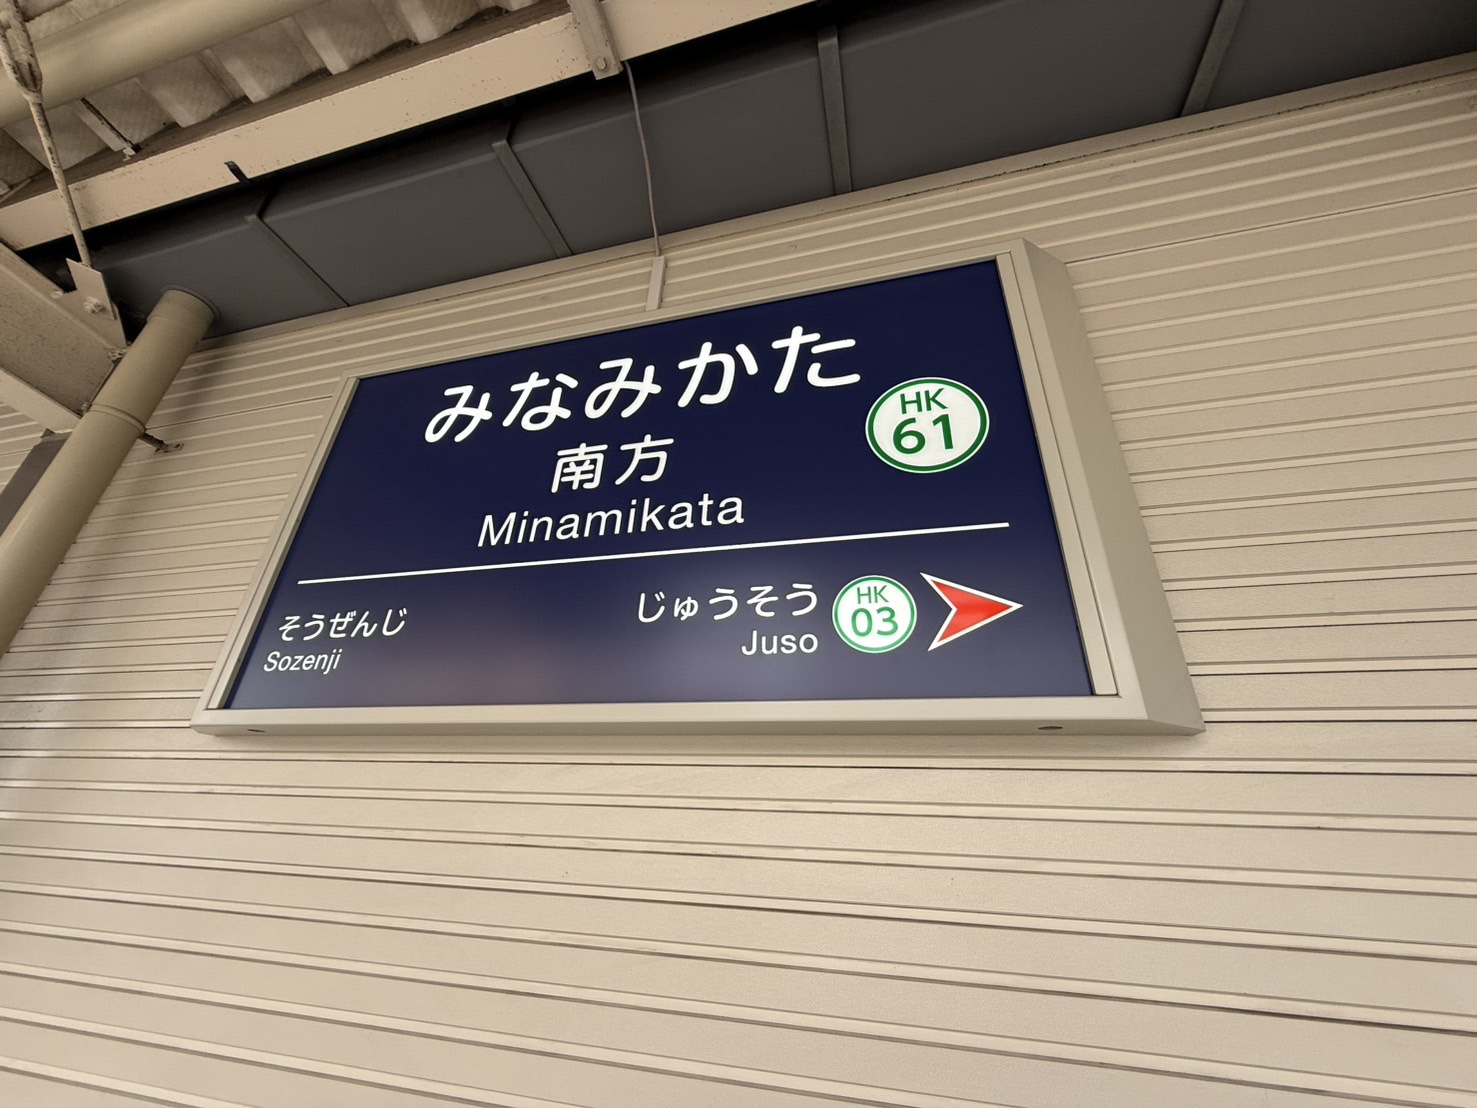 みなみかた
HK
61
南方
Minamikata
そうぜんじ
Sozenji
じゅうそう
Juso
HK
03